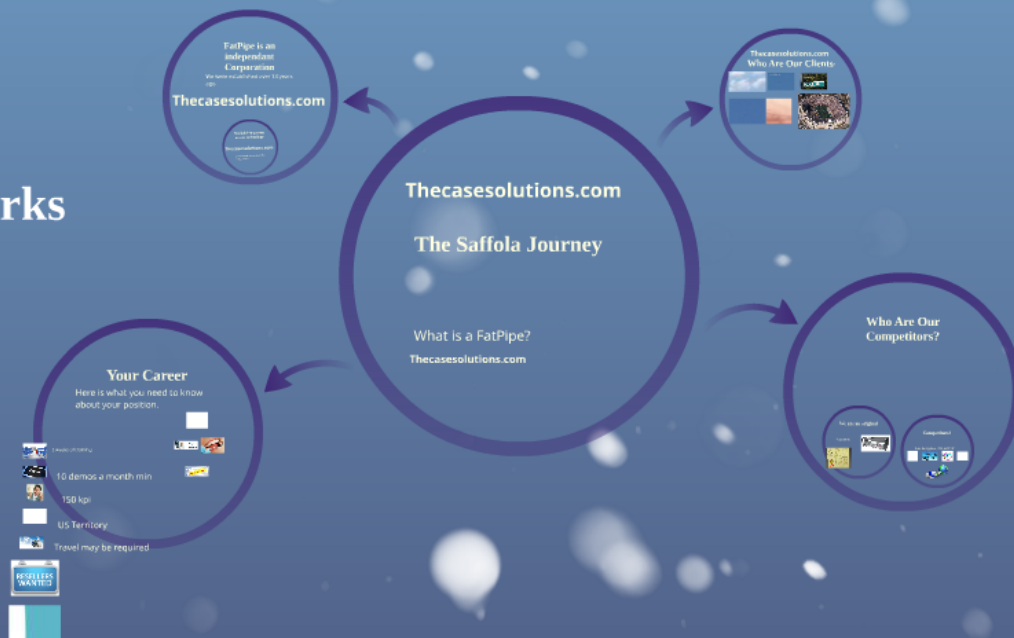 FatPipe is an
independant
Corporation
Thecasesolutions.com
Thecasesolutions.com
Who Are Our Clients
rks
Thecasesolutions.com
The Saffola Journey
What is a FatPipe?
Thecasesolutions.com
Who Are Our
Competitors?
Your Career
Here is what you need to know
about your position.
10 demos a month min
150 kpi
US Territory
Travel may be required
RESELLERS
WANTED